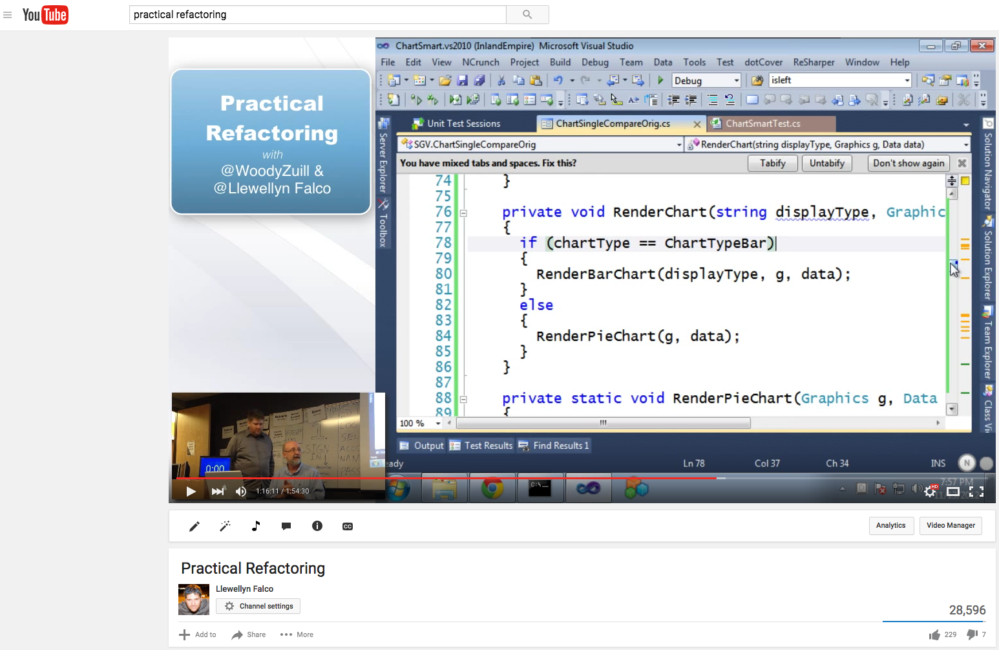 YouTube
practical refactoring
Practical
Refactoring
with
@WoodyZuill &
@Llewellyn Falco
ChartSmart.vs2010 (InlandEmpire) Microsoft Visual Studio
File Edit View NCrunch Project Build Debug Team Data Tools Test dotCover ReSharper Window Help
Debug
isleft
Unit Test Sessions
ChartSingleCompareOrig.cs
ChartSmartTest.cs
SGV.ChartSingleCompareOrig
RenderChart(string displayType, Graphics g, Data data)
You have mixed tabs and spaces. Fix this?
Tabify
Untabify
Don't show again
Server Explorer
Toolbox
Solution Navigator
Solution Explorer
Team Explorer
Class Vi
74 }
75
76 private void RenderChart(string displayType, Graphic
77 {
78 if (chartType == ChartTypeBar)
79 {
80 RenderBarChart(displayType, g, data);
81 }
82 else
83 {
84 RenderPieChart(g, data);
85 }
86 }
87
88 private static void RenderPieChart(Graphics g, Data
89 {
100 %
Output
Test Results
Find Results 1
eady
Ln 78
Col 37
Ch 34
INS
N
0:00
SIGN
C:\
7:57 PM
1:16:11 / 1:54:30
HD
CC
Analytics
Video Manager
Practical Refactoring
Llewellyn Falco
Channel settings
28,596
Add to
Share
More
229
7